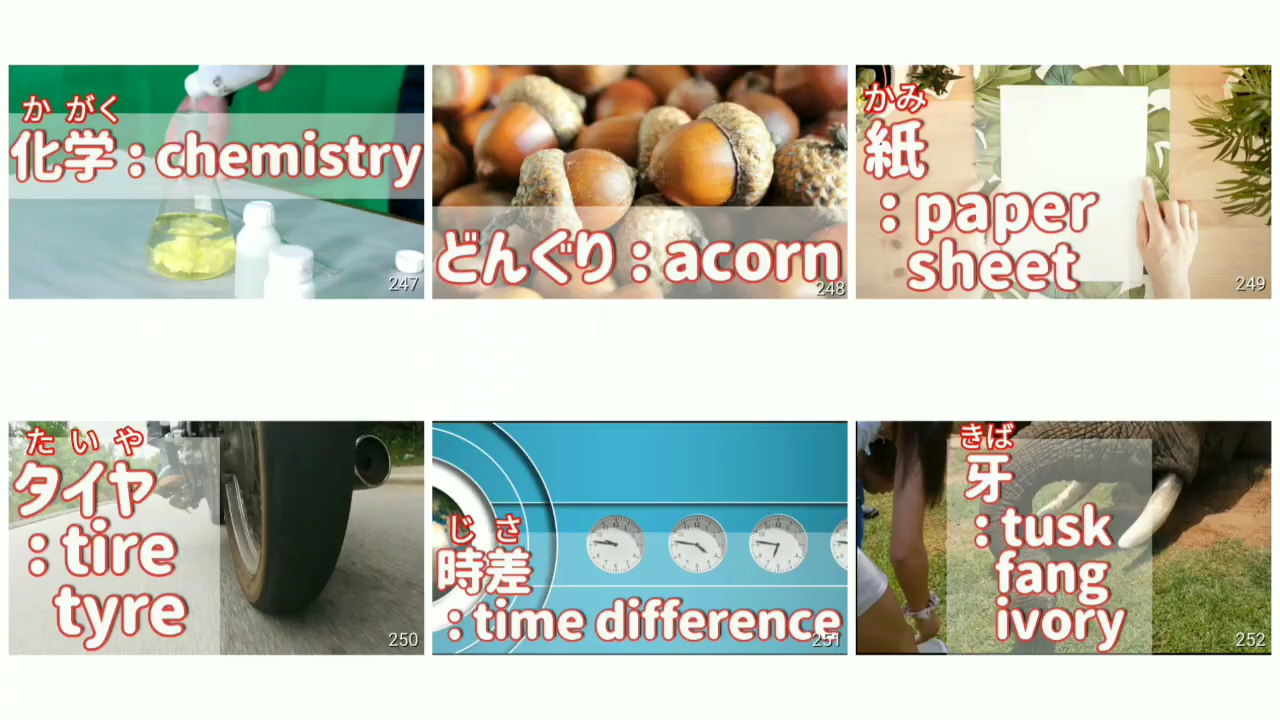 か がく
化学 : chemistry
247
どんぐり : acorn
248
かみ
紙
: paper
sheet
249
た い や
タイヤ
: tire
tyre
250
じ さ
時差
: time difference
251
きば
牙
: tusk
fang
ivory
252